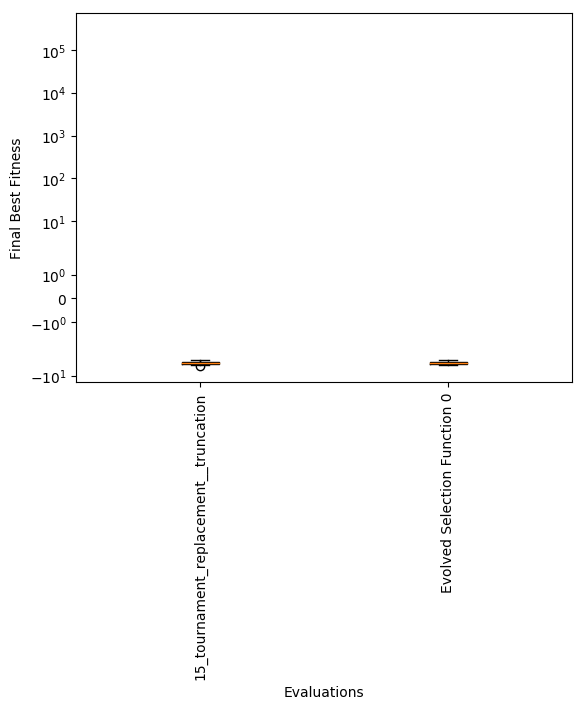 Final Best Fitness
10⁵
10⁴
10³
10²
10¹
10⁰
0
−10⁰
−10¹
15_tournament_replacement__truncation
Evolved Selection Function 0
Evaluations